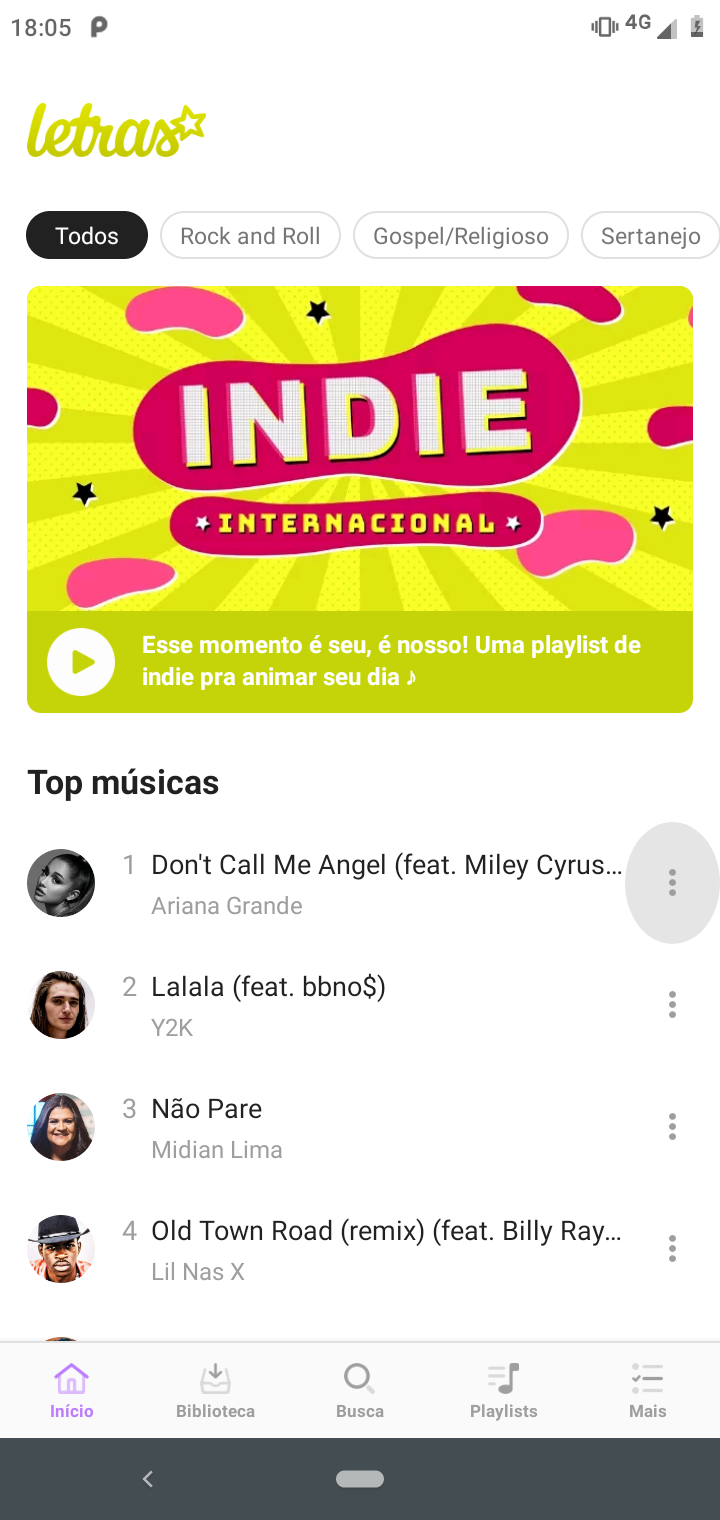 18:05
4G
letras
Todos
Rock and Roll
Gospel/Religioso
Sertanejo
INDIE
INTERNACIONAL
Esse momento é seu, é nosso! Uma playlist de
indie pra animar seu dia ♪
Top músicas
1 Don't Call Me Angel (feat. Miley Cyrus...
Ariana Grande
2 Lalala (feat. bbno$)
Y2K
3 Não Pare
Midian Lima
4 Old Town Road (remix) (feat. Billy Ray...
Lil Nas X
Início
Biblioteca
Busca
Playlists
Mais